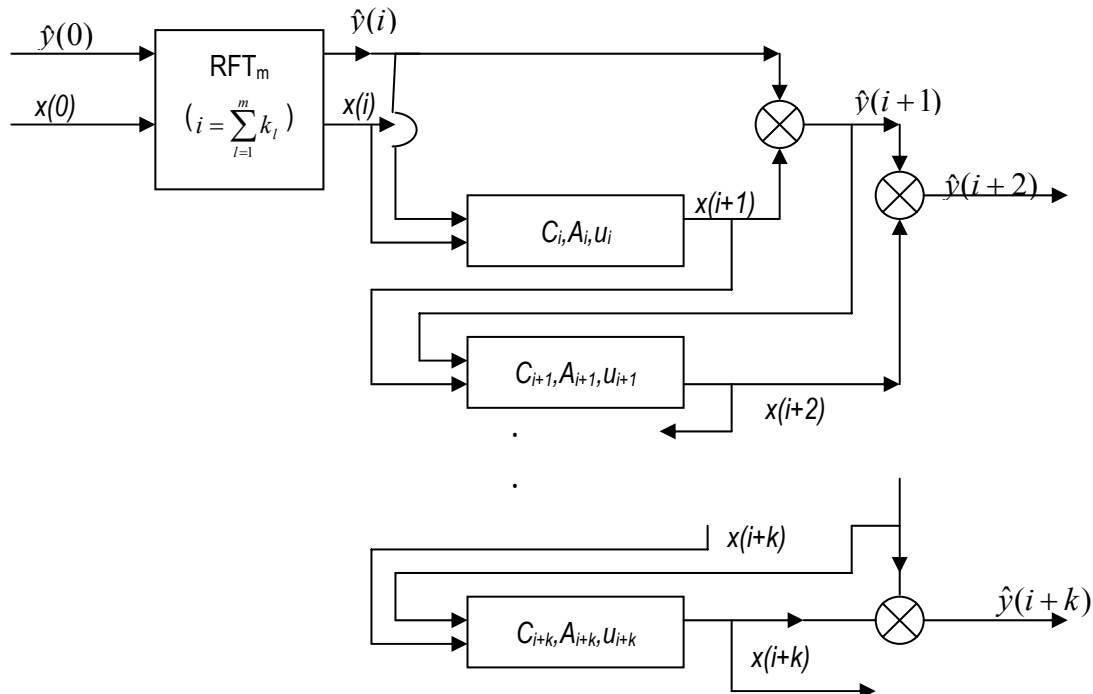 ŷ(0)
x(0)
RFTₘ
( i = \sum_{l=1}^{m} k_l )
ŷ(i)
x(i)
ŷ(i + 1)
ŷ(i + 2)
x(i+1)
Cᵢ,Aᵢ,uᵢ
Cᵢ₊₁,Aᵢ₊₁,uᵢ₊₁
x(i+2)
.
.
x(i+k)
ŷ(i + k)
Cᵢ₊ₖ,Aᵢ₊ₖ,uᵢ₊ₖ
x(i+k)